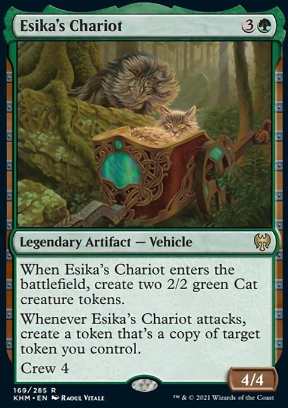 Esika's Chariot 3
Legendary Artifact — Vehicle
When Esika's Chariot enters the
battlefield, create two 2/2 green Cat
creature tokens.
Whenever Esika's Chariot attacks,
create a token that's a copy of target
token you control.
Crew 4
4/4
169/285 R
KHM • EN Raoul Vitale
™ & © 2021 Wizards of the Coast